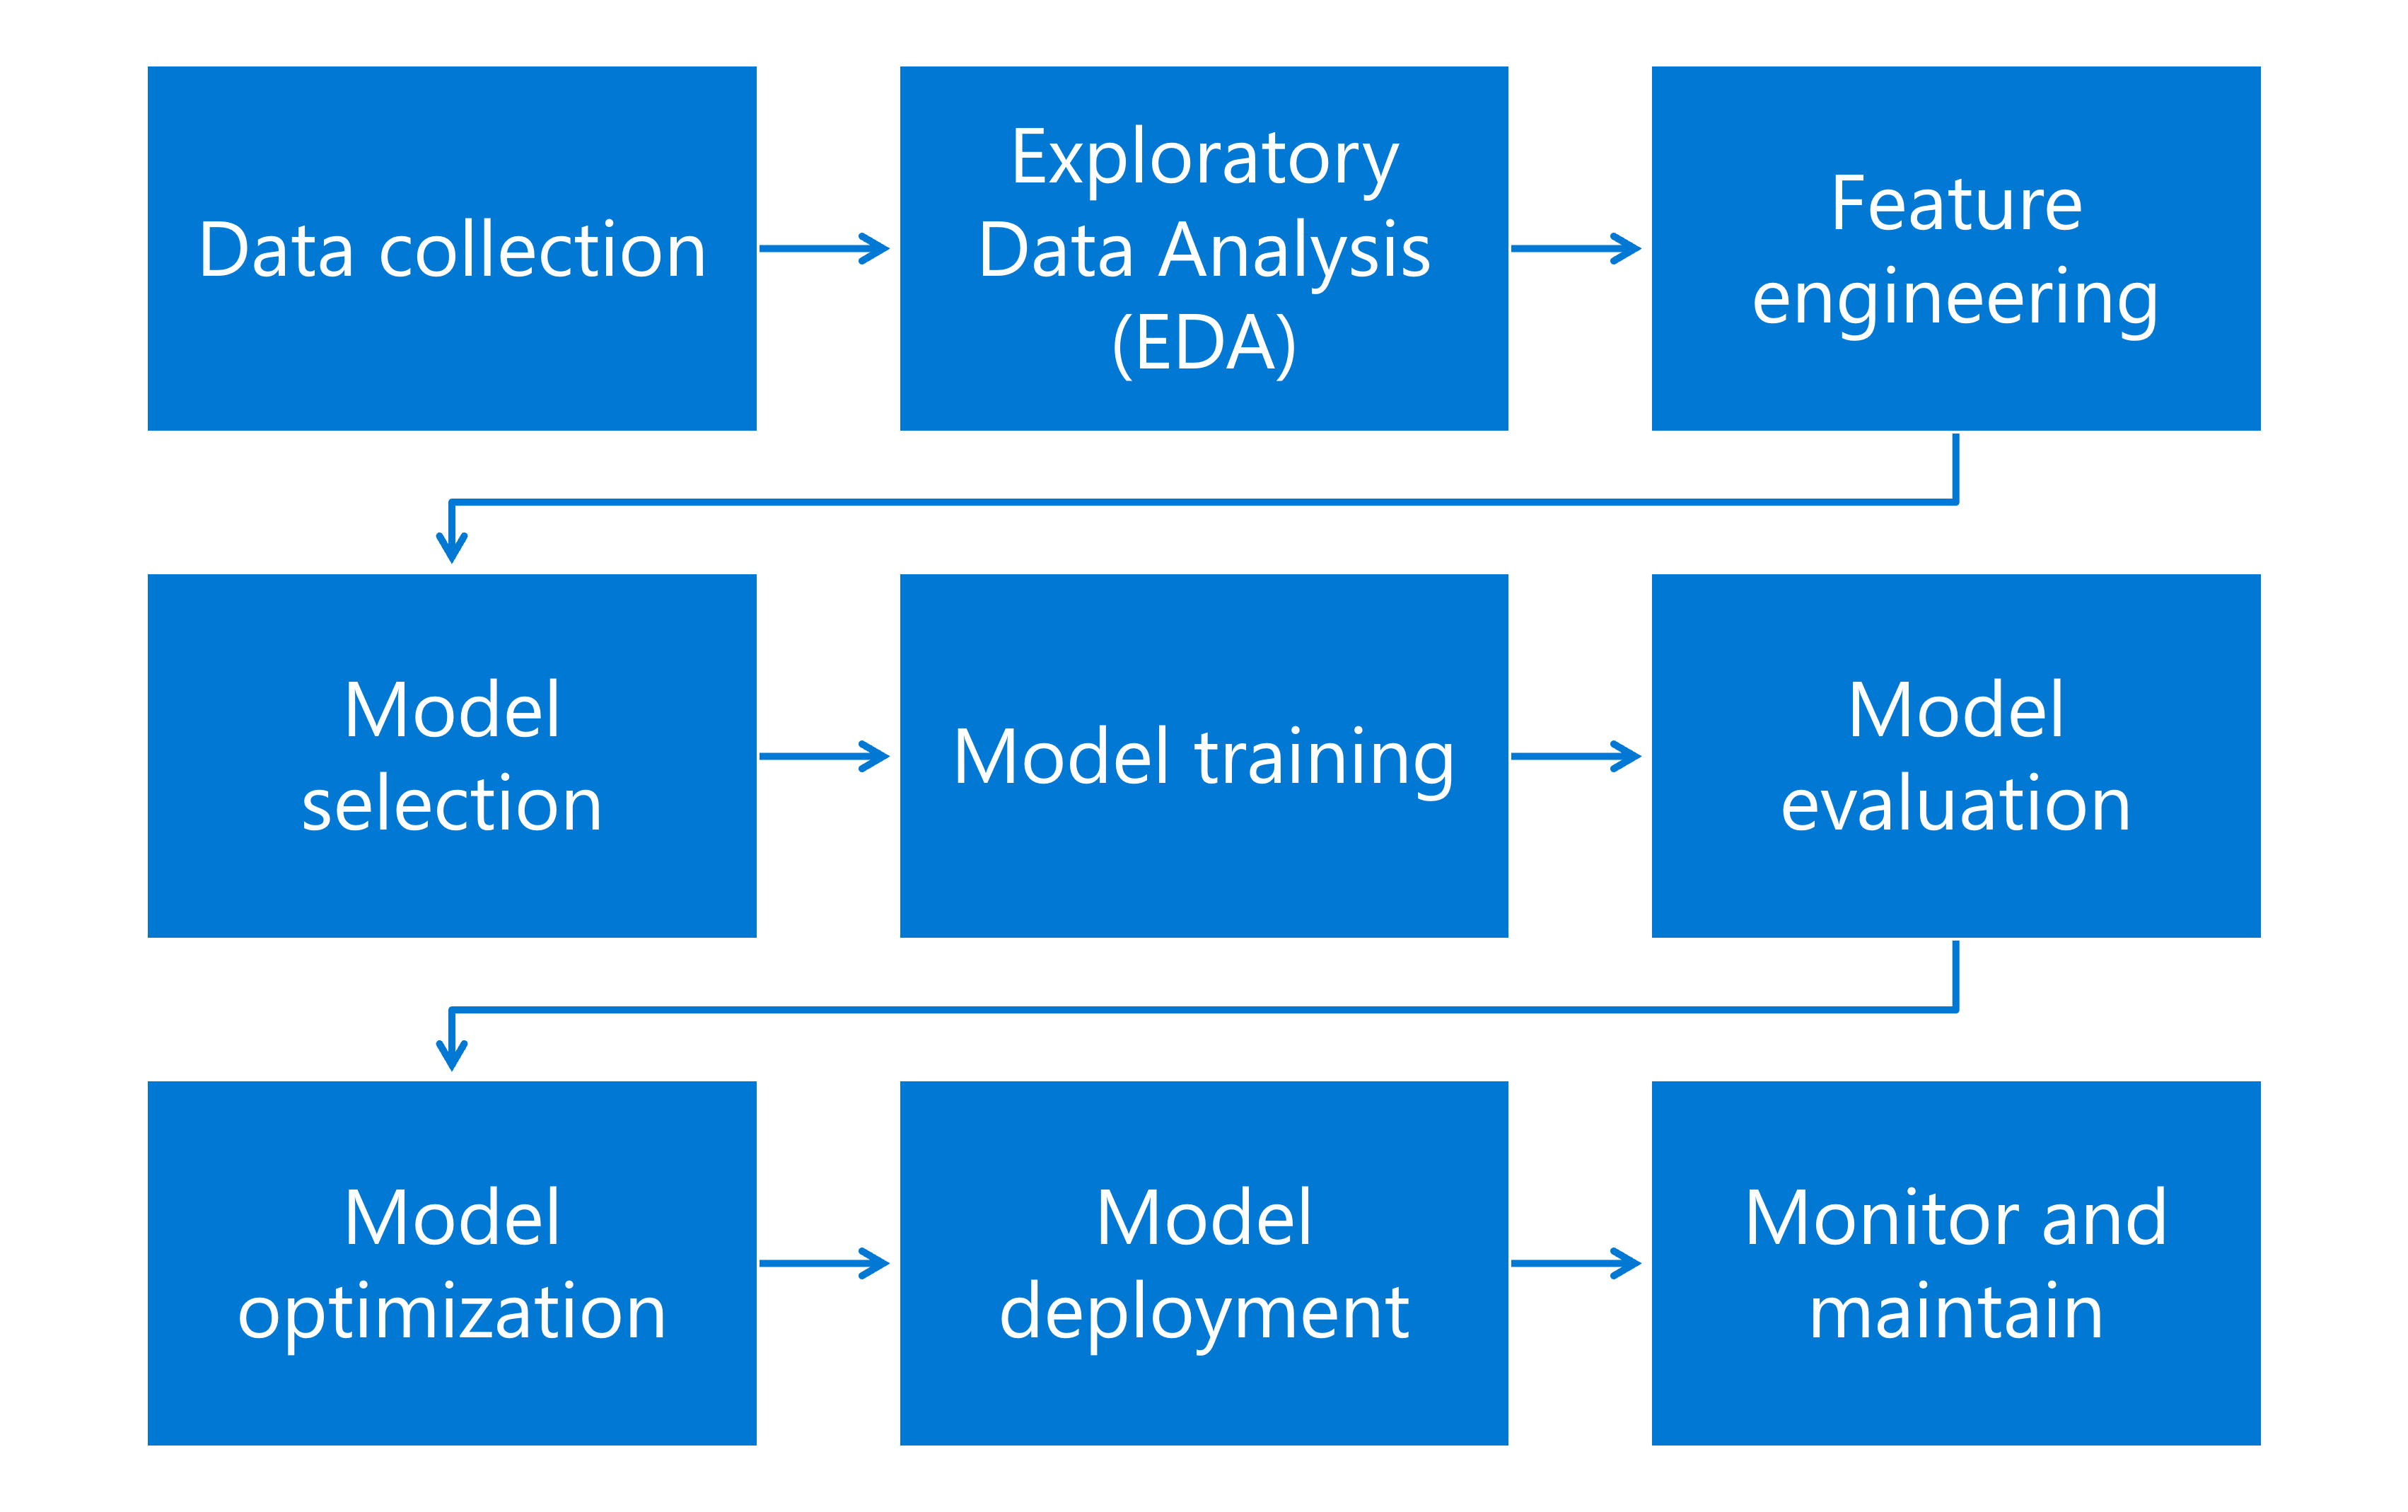 Data collection
Exploratory
Data Analysis
(EDA)
Feature
engineering
Model
selection
Model training
Model
evaluation
Model
optimization
Model
deployment
Monitor and
maintain